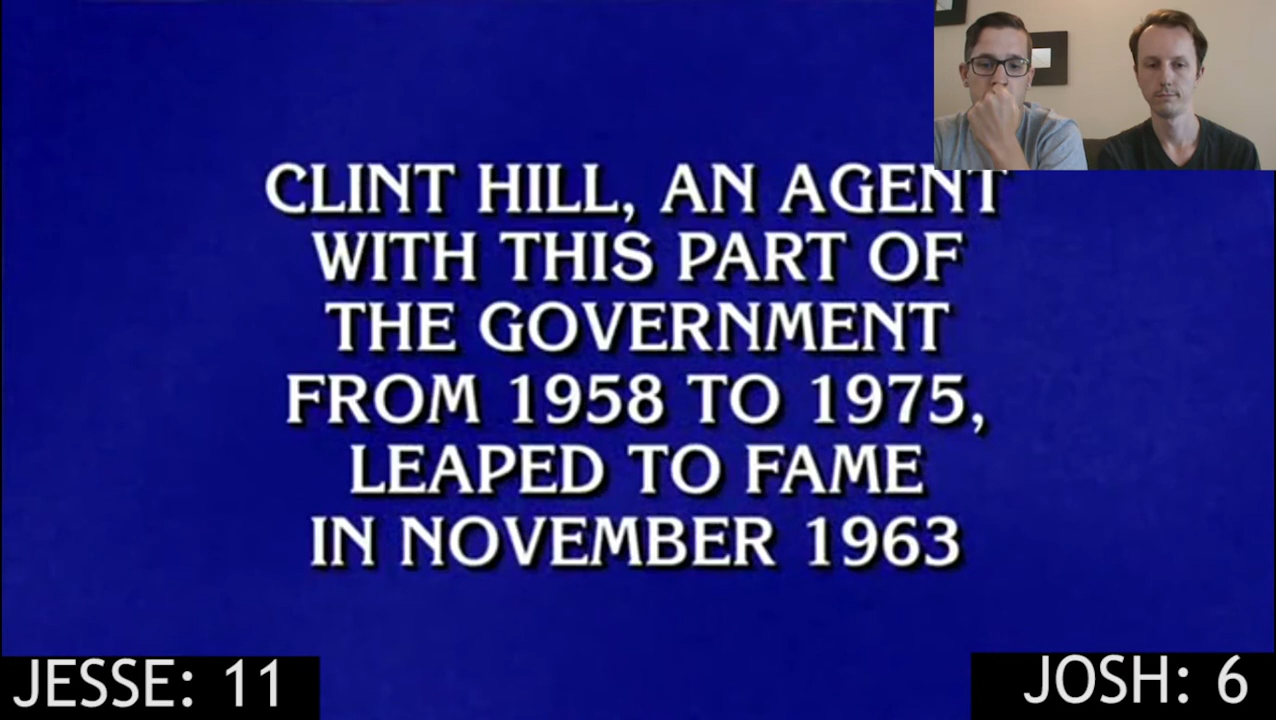 CLINT HILL, AN AGENT
WITH THIS PART OF
THE GOVERNMENT
FROM 1958 TO 1975,
LEAPED TO FAME
IN NOVEMBER 1963
JESSE: 11
JOSH: 6